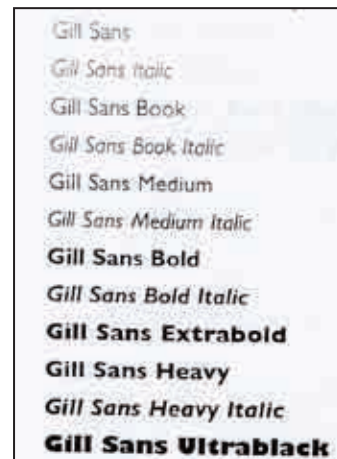 Gill Sans
Gill Sans Italic
Gill Sans Book
Gill Sans Book Italic
Gill Sans Medium
Gill Sans Medium Italic
Gill Sans Bold
Gill Sans Bold Italic
Gill Sans Extrabold
Gill Sans Heavy
Gill Sans Heavy Italic
Gill Sans Ultrablack